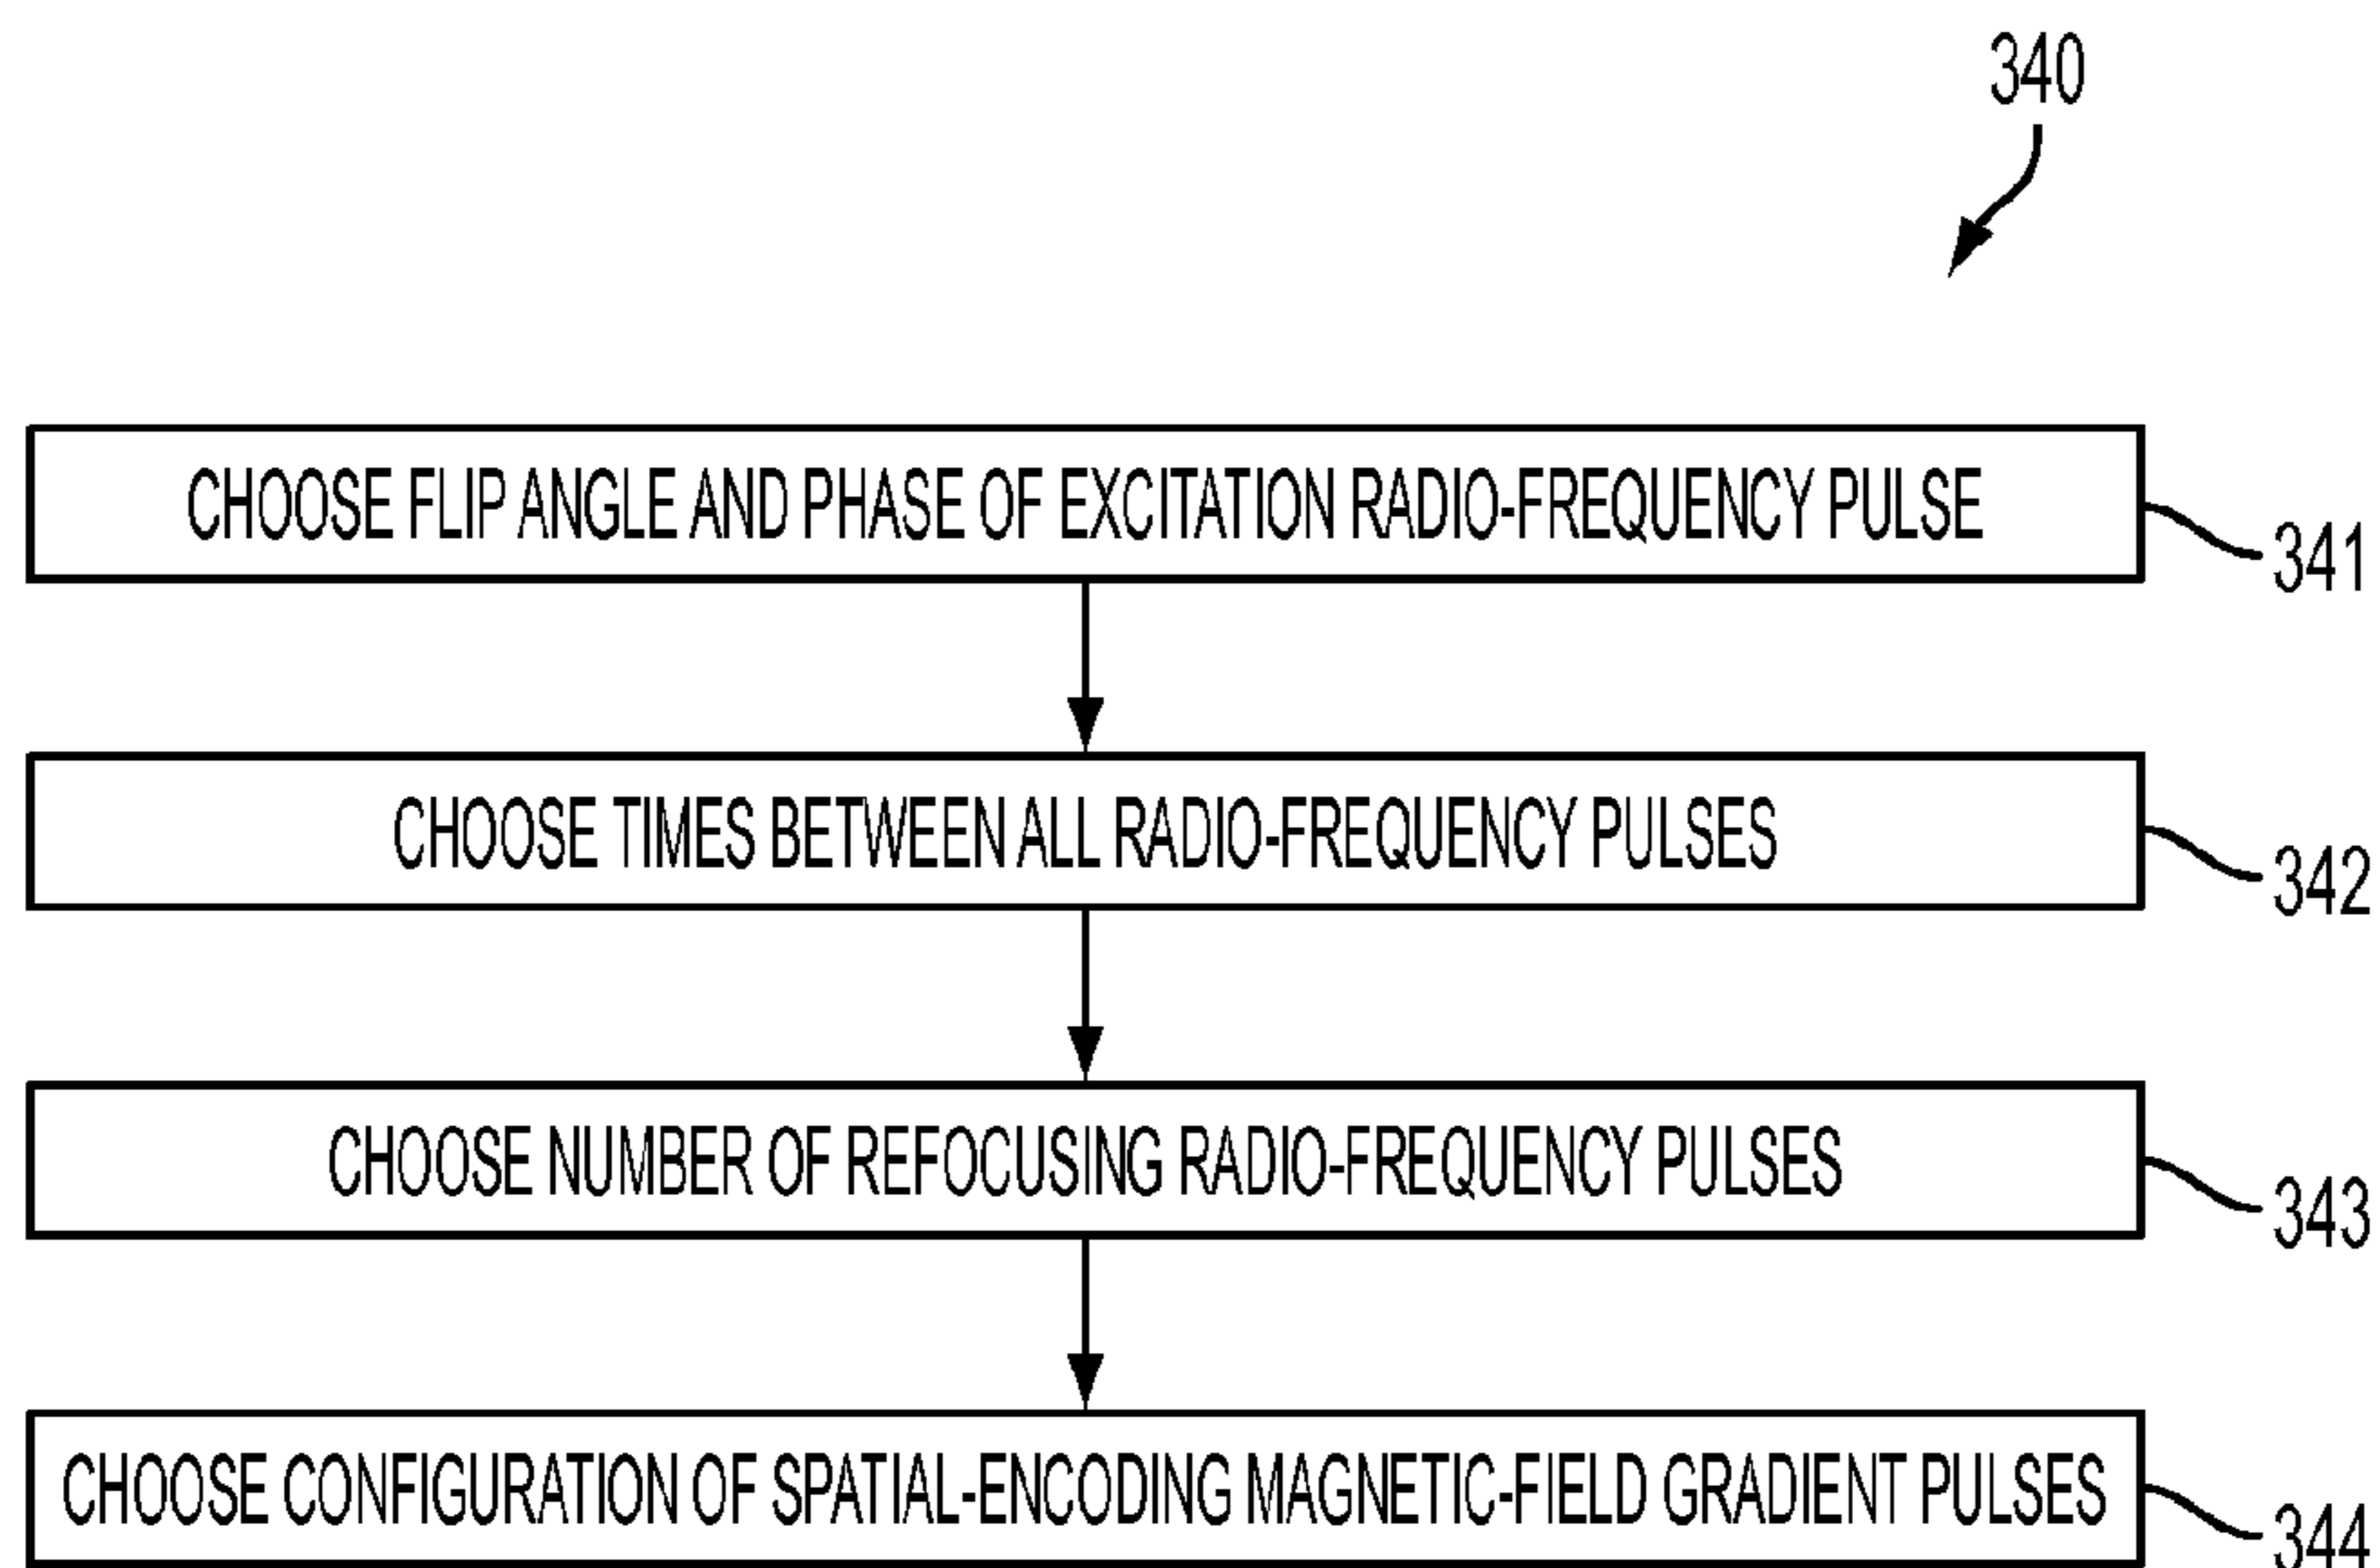 340
CHOOSE FLIP ANGLE AND PHASE OF EXCITATION RADIO-FREQUENCY PULSE
341
CHOOSE TIMES BETWEEN ALL RADIO-FREQUENCY PULSES
342
CHOOSE NUMBER OF REFOCUSING RADIO-FREQUENCY PULSES
343
CHOOSE CONFIGURATION OF SPATIAL-ENCODING MAGNETIC-FIELD GRADIENT PULSES
344